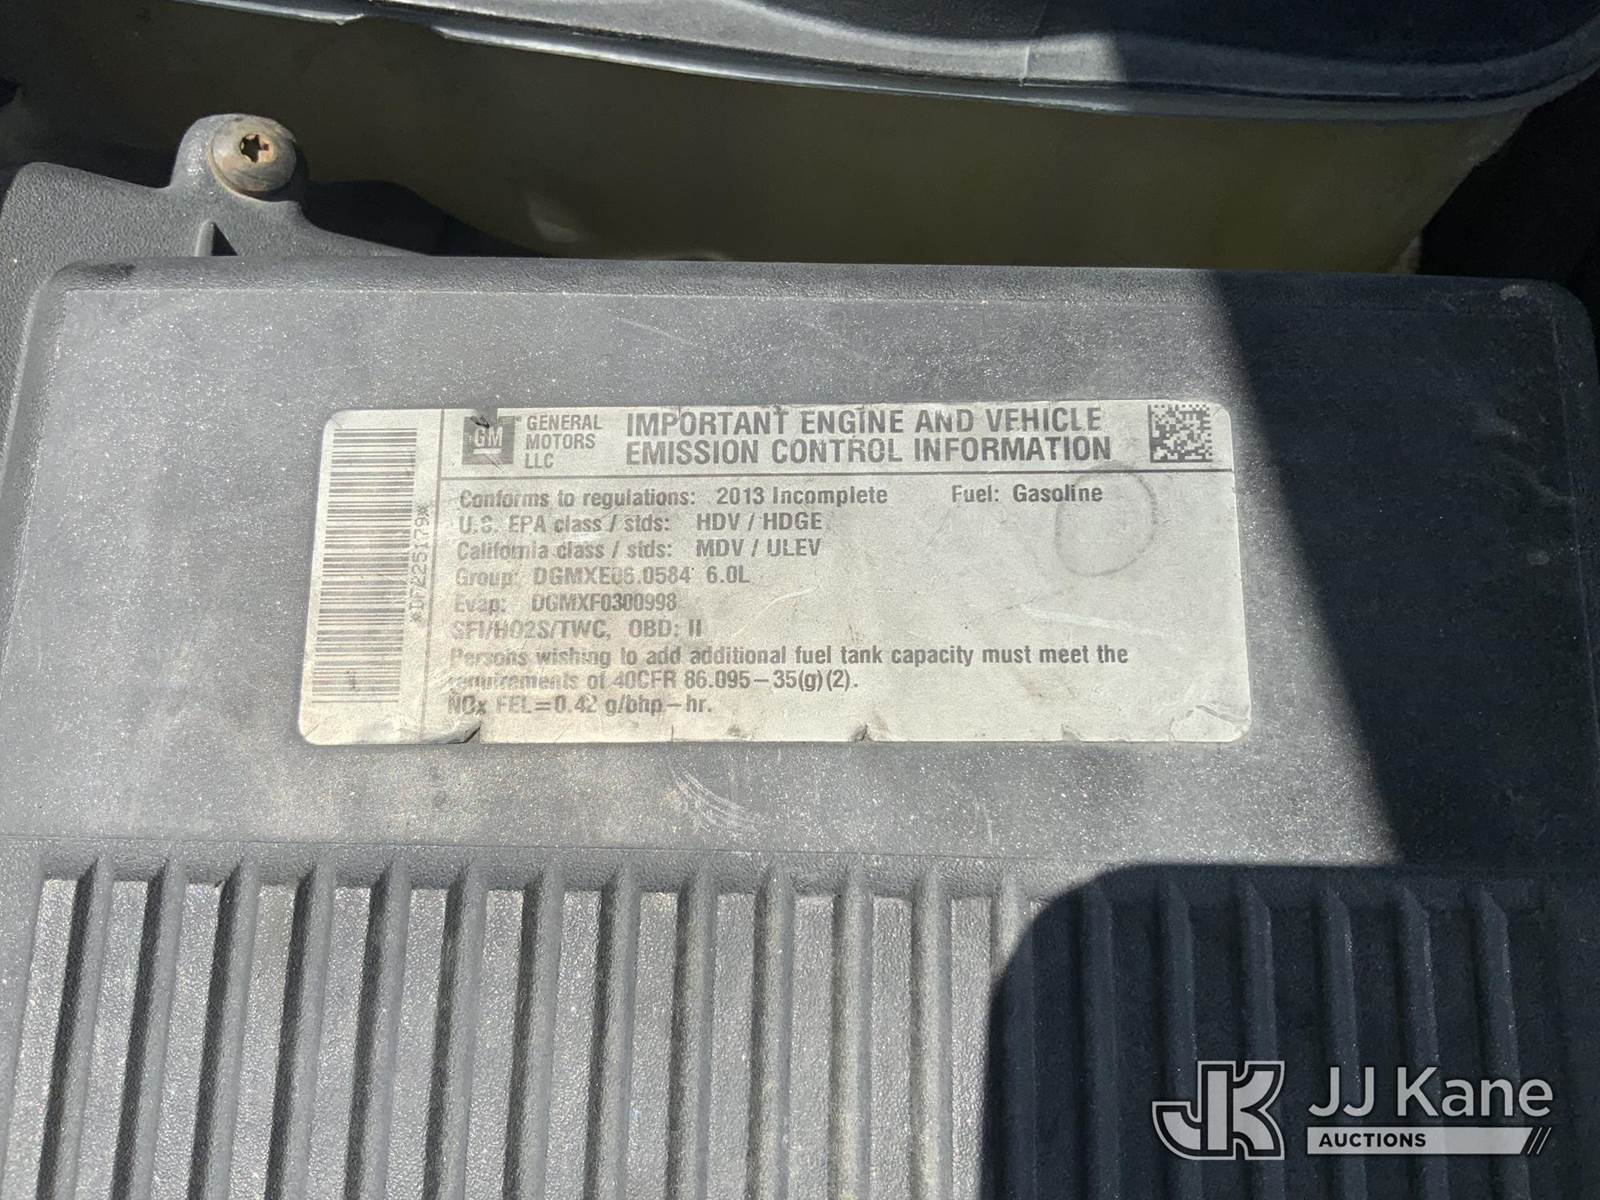 GM GENERAL MOTORS LLC
IMPORTANT ENGINE AND VEHICLE
EMISSION CONTROL INFORMATION
Conforms to regulations: 2013 Incomplete Fuel: Gasoline
U.S. EPA class / stds: HDV / HDGE
California class / stds: MDV / ULEV
Group: DGMXE06.0584 6.0L
Evap: DGMXF0300998
SFI/HO2S/TWC, OBD: II
Persons wishing to add additional fuel tank capacity must meet the
requirements of 40CFR 86.095-35(g)(2).
NOx FEL=0.42 g/bhp-hr.
JK JJ Kane
AUCTIONS